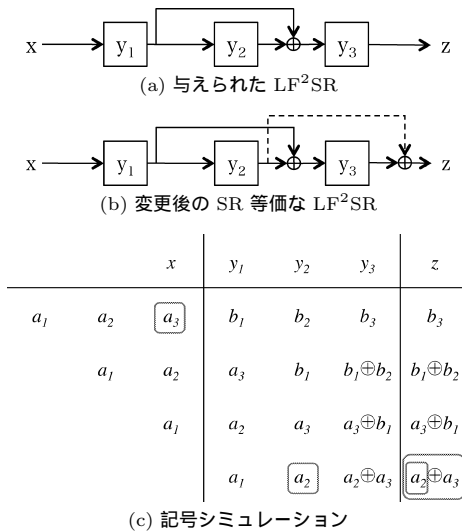 x y₁ y₂ ⊕ y₃ z
(a) 与えられた LF²SR
x y₁ y₂ ⊕ y₃ ⊕ z
(b) 変更後の SR 等価な LF²SR
x y₁ y₂ y₃ z
a₁ a₂ a₃ b₁ b₂ b₃ b₃
a₁ a₂ a₃ b₁ b₁⊕b₂ b₁⊕b₂
a₁ a₂ a₃ a₃⊕b₁ a₃⊕b₁
a₁ a₂ a₂⊕a₃ a₂⊕a₃
(c) 記号シミュレーション